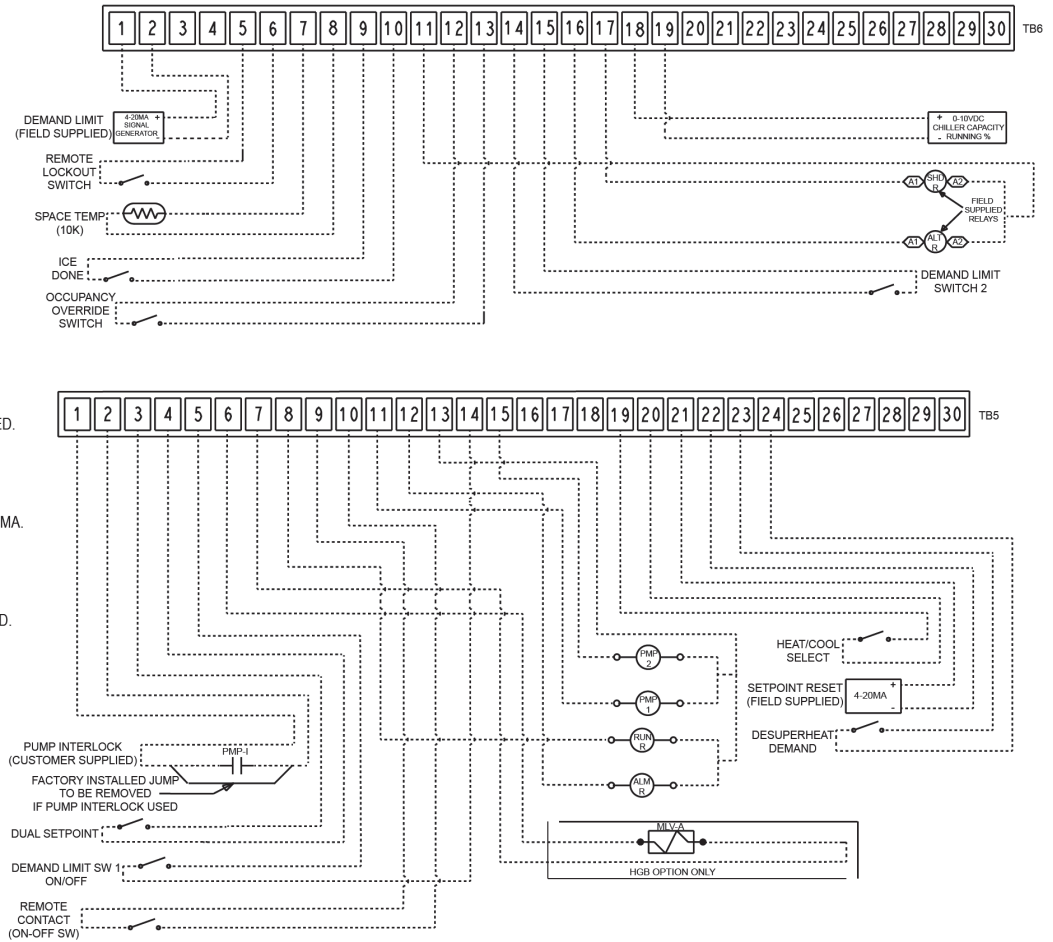 1 2 3 4 5 6 7 8 9 10 11 12 13 14 15 16 17 18 19 20 21 22 23 24 25 26 27 28 29 30 TB6
DEMAND LIMIT
(FIELD SUPPLIED)
4-20MA +
SIGNAL
GENERATOR -
0-10VDC
+
CHILLER CAPACITY
- RUNNING %
REMOTE
LOCKOUT
SWITCH
A1 SHD R A2
SPACE TEMP
(10K)
FIELD
SUPPLIED
RELAYS
A1 ALT R A2
ICE
DONE
DEMAND LIMIT
SWITCH 2
OCCUPANCY
OVERRIDE
SWITCH
1 2 3 4 5 6 7 8 9 10 11 12 13 14 15 16 17 18 19 20 21 22 23 24 25 26 27 28 29 30 TB5
ED.
MA.
D.
HEAT/COOL
SELECT
PMP
2
SETPOINT RESET
(FIELD SUPPLIED)
4-20MA
+
-
PMP
1
DESUPERHEAT
DEMAND
RUN
R
PUMP INTERLOCK
(CUSTOMER SUPPLIED)
PMP-I
ALM
R
FACTORY INSTALLED JUMP
TO BE REMOVED
IF PUMP INTERLOCK USED
MLV-A
DUAL SETPOINT
HGB OPTION ONLY
DEMAND LIMIT SW 1
ON/OFF
REMOTE
CONTACT
(ON-OFF SW)